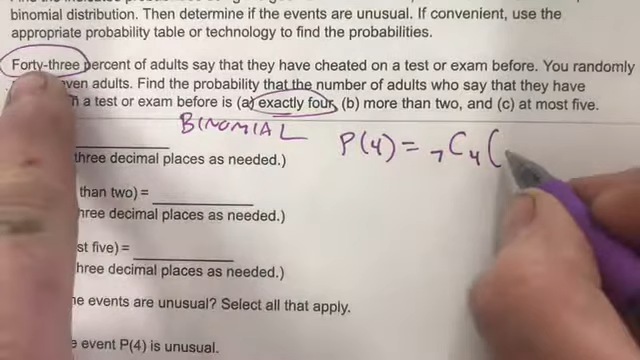 binomial distribution. Then determine if the events are unusual. If convenient, use the
appropriate probability table or technology to find the probabilities.
Forty-three percent of adults say that they have cheated on a test or exam before. You randomly
adults. Find the probability that the number of adults who say that they have
a test or exam before is (a) exactly four, (b) more than two, and (c) at most five.
BINOMIAL
P(4) = 7C4(
three decimal places as needed.)
than two) =
three decimal places as needed.)
five) =
three decimal places as needed.)
events are unusual? Select all that apply.
event P(4) is unusual.